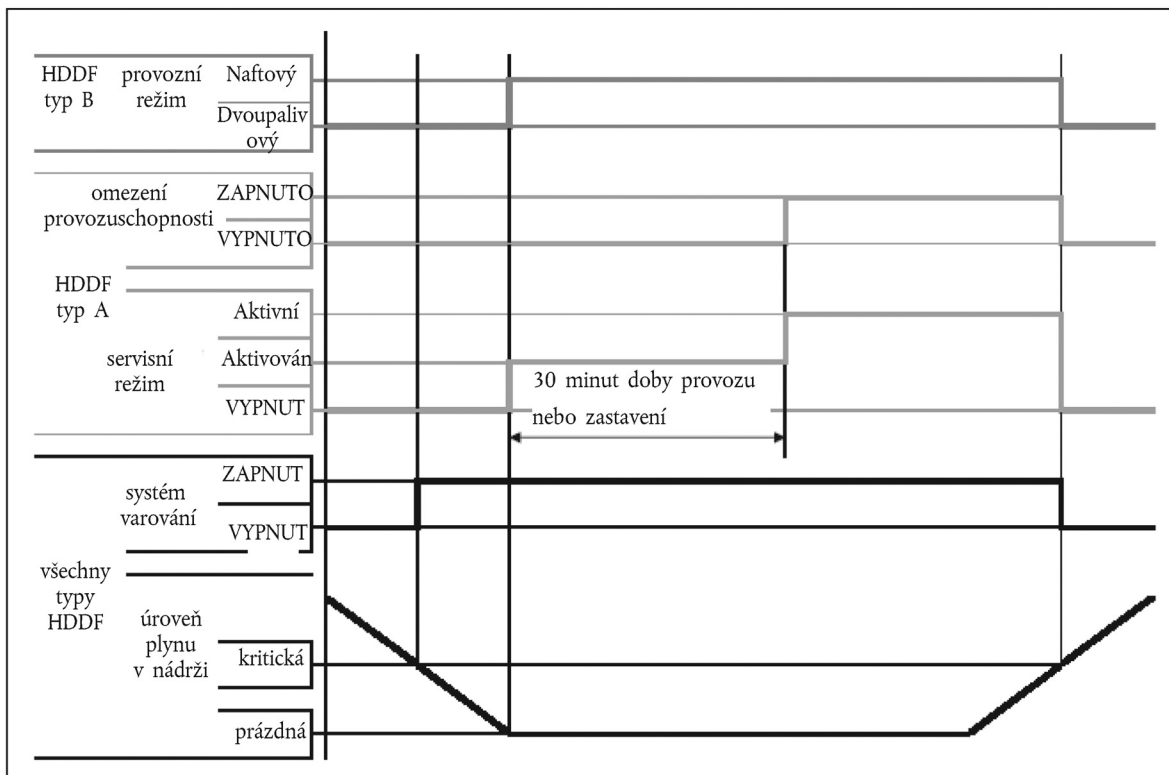 HDDF typ B
provozní režim
Naftový
Dvoupaliv
ový
omezení
provozuschopnosti
ZAPNUTO
VYPNUTO
HDDF
typ A
Aktivní
servisní
režim
Aktivován
VYPNUT
30 minut doby provozu
nebo zastavení
systém
varování
ZAPNUT
VYPNUT
všechny
typy
HDDF
úroveň
plynu
v nádrži
kritická
prázdná